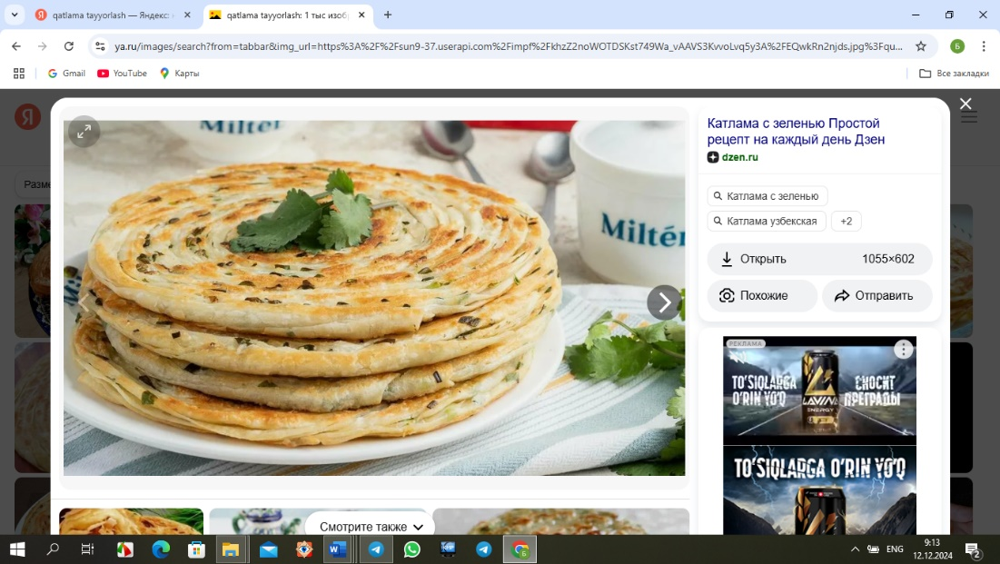 qatlama tayyorlash — Яндекс:
qatlama tayyorlash: 1 тыс изоб
ya.ru/images/search?from=tabbar&img_url=https%3A%2F%2Fsun9-37.userapi.com%2Fimpf%2FkhzZ2noWOTDSKst749Wa_vAAVS3KvvoLvq5y3A%2FEQwkRn2njds.jpg%3Fqu...
Б
Gmail
YouTube
Карты
Все закладки
Я
Разме
Miltér
Miltér
Катлама с зеленью Простой
рецепт на каждый день Дзен
dzen.ru
Катлама с зеленью
Катлама узбекская
+2
Открыть
1055×602
Похожие
Отправить
РЕКЛАМА
TO'SIQLARGA
O'RIN YO'Q
LAVINA
ENERGY
СНОСИТ
ПРЕГРАДЫ
TO'SIQLARGA O'RIN YO'Q
Смотрите также
ENG
9:13
12.12.2024
2